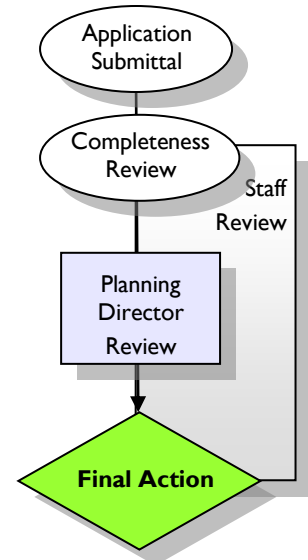 Application
Submittal
Completeness
Review
Staff
Review
Planning
Director
Review
Final Action